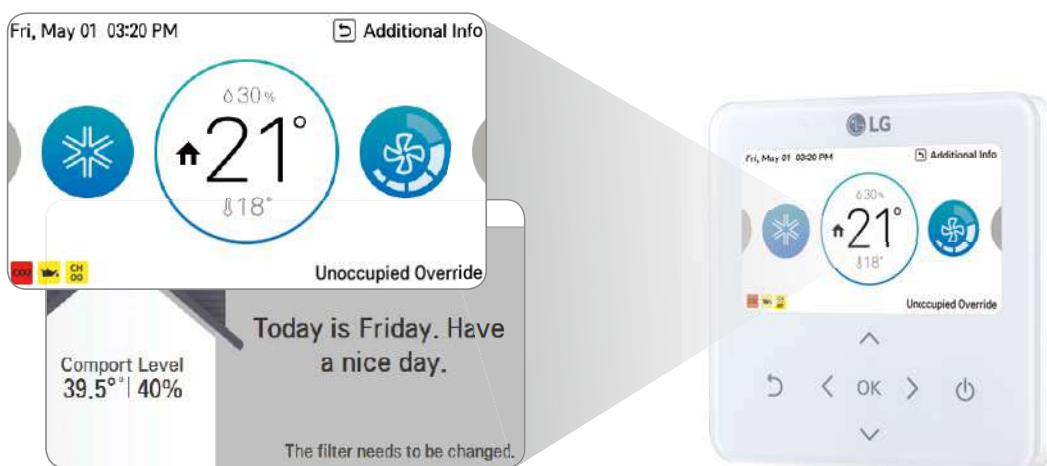 Fri, May 01 03:20 PM
Additional Info
30%
21°
18°
CO2
CH
00
Unoccupied Override
Today is Friday. Have
a nice day.
Comport Level
39.5°| 40%
The filter needs to be changed.
LG
Fri, May 01 03:20 PM
Additional Info
30%
21°
18°
Unoccupied Override
OK